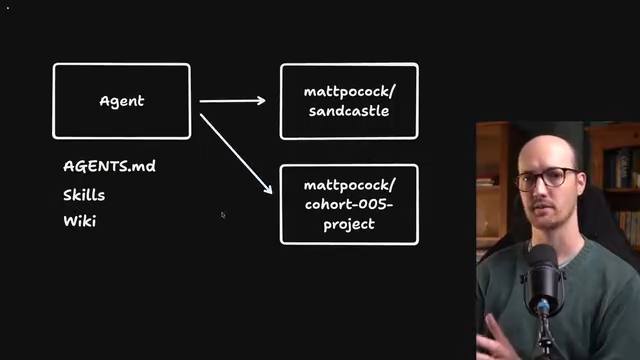 Agent
AGENTS.md
Skills
Wiki
mattpocock/
sandcastle
mattpocock/
cohort-005-
project